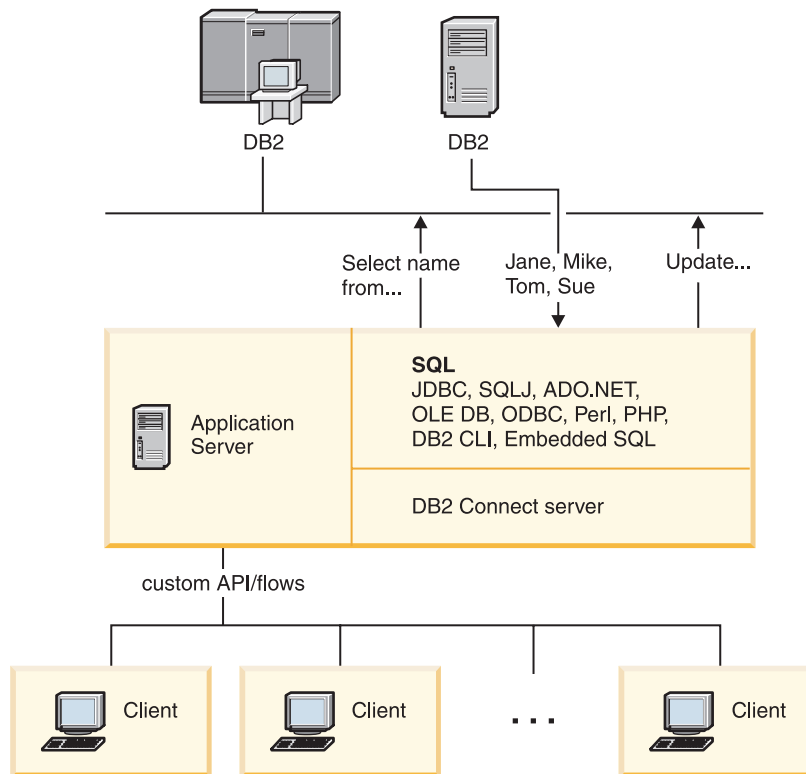 DB2
DB2
Select name
from...
Jane, Mike,
Tom, Sue
Update...
Application
Server
SQL
JDBC, SQLJ, ADO.NET,
OLE DB, ODBC, Perl, PHP,
DB2 CLI, Embedded SQL
DB2 Connect server
custom API/flows
Client
Client
...
Client